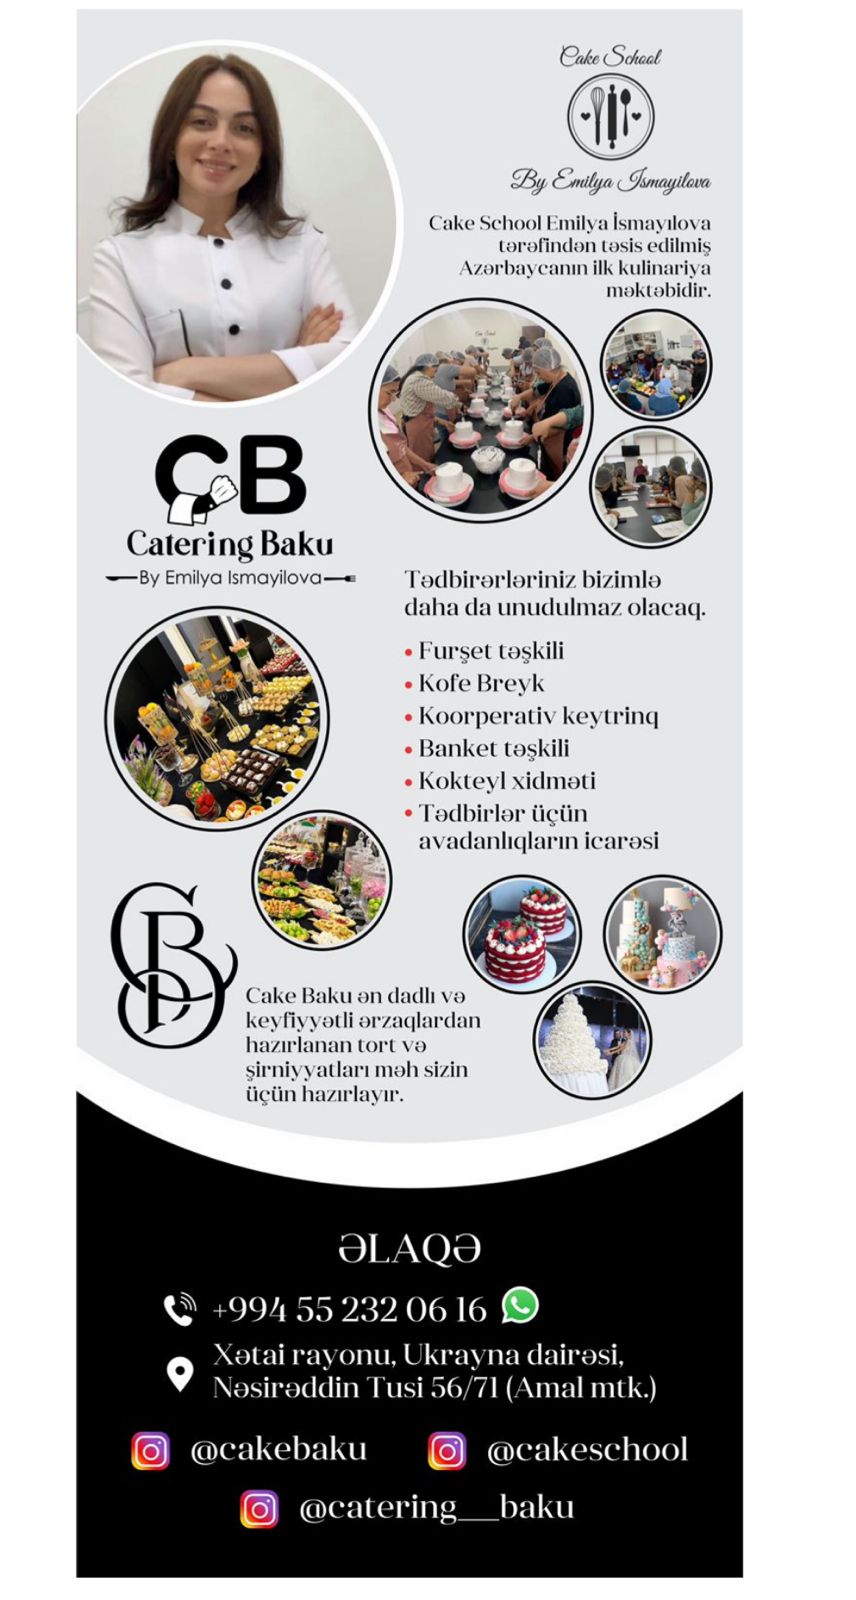 Cake School
By Emilya Ismayilova
Cake School Emilya İsmayılova
tərəfindən təsis edilmiş
Azərbaycanın ilk kulinariya
məktəbidir.
Cake School
CB
Catering Baku
By Emilya Ismayilova
Tədbirərləriniz bizimlə
daha da unudulmaz olacaq.
• Furşet təşkili
• Kofe Breyk
• Koorperativ keytrinq
• Banket təşkili
• Kokteyl xidməti
• Tədbirlər üçün
avadanlıqların icarəsi
CB
Cake Baku ən dadlı və
keyfiyyətli ərzaqlardan
hazırlanan tort və
şirniyyatları məh sizin
üçün hazırlayır.
ƏLAQƏ
+994 55 232 06 16
Xətai rayonu, Ukrayna dairəsi,
Nəsirəddin Tusi 56/71 (Amal mtk.)
@cakebaku
@cakeschool
@catering__baku